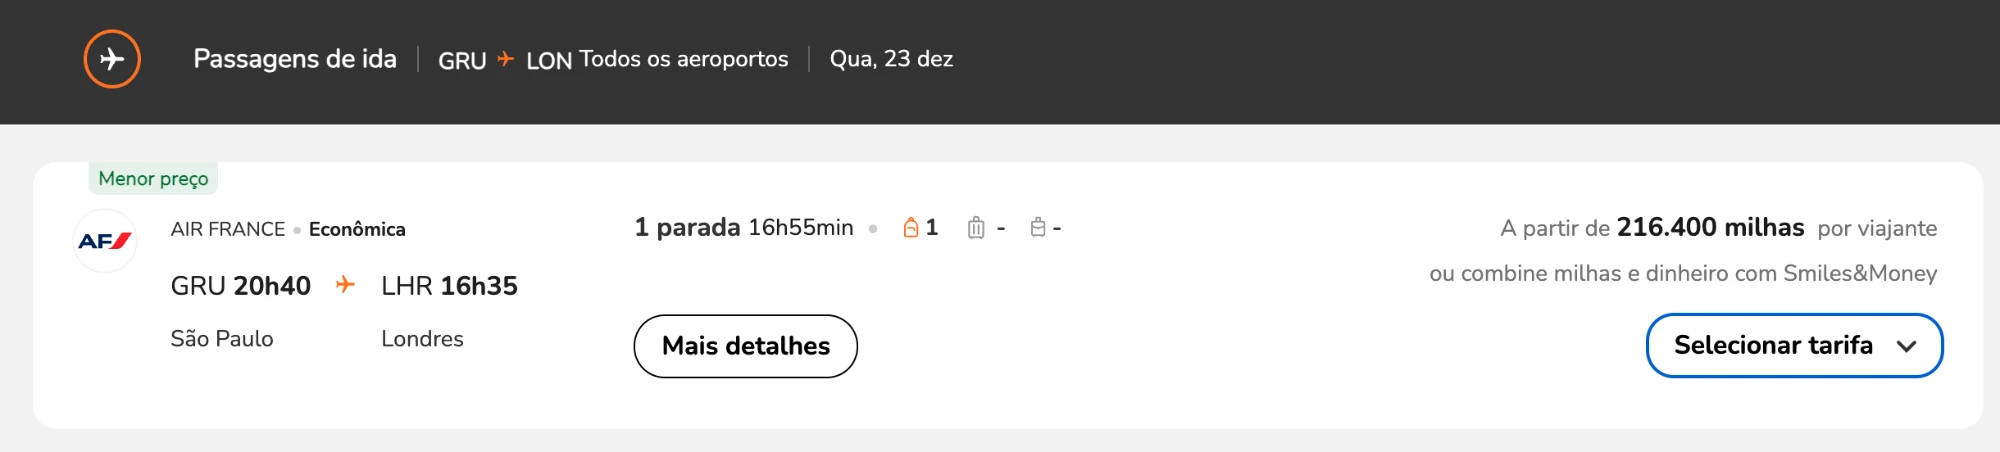 Passagens de ida GRU LON Todos os aeroportos Qua, 23 dez
Menor preço
AF
AIR FRANCE • Econômica
GRU 20h40 LHR 16h35
São Paulo Londres
1 parada 16h55min • 1 - -
Mais detalhes
A partir de 216.400 milhas por viajante
ou combine milhas e dinheiro com Smiles&Money
Selecionar tarifa